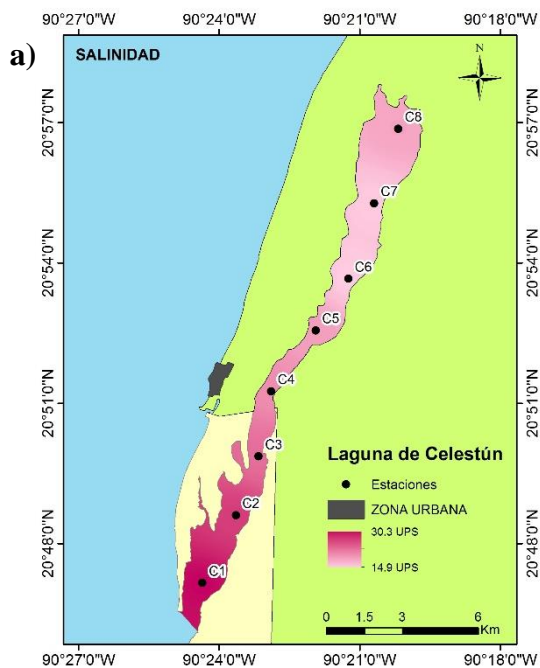 90°27'0"W 90°24'0"W 90°21'0"W 90°18'0"W
a)
SALINIDAD
N
20°57'0"N
20°57'0"N
C8
C7
20°54'0"N
20°54'0"N
C6
C5
C4
20°51'0"N
20°51'0"N
C3
Laguna de Celestún
Estaciones
C2
ZONA URBANA
30.3 UPS
20°48'0"N
20°48'0"N
14.9 UPS
C1
0 1.5 3 6
Km
90°27'0"W 90°24'0"W 90°21'0"W 90°18'0"W